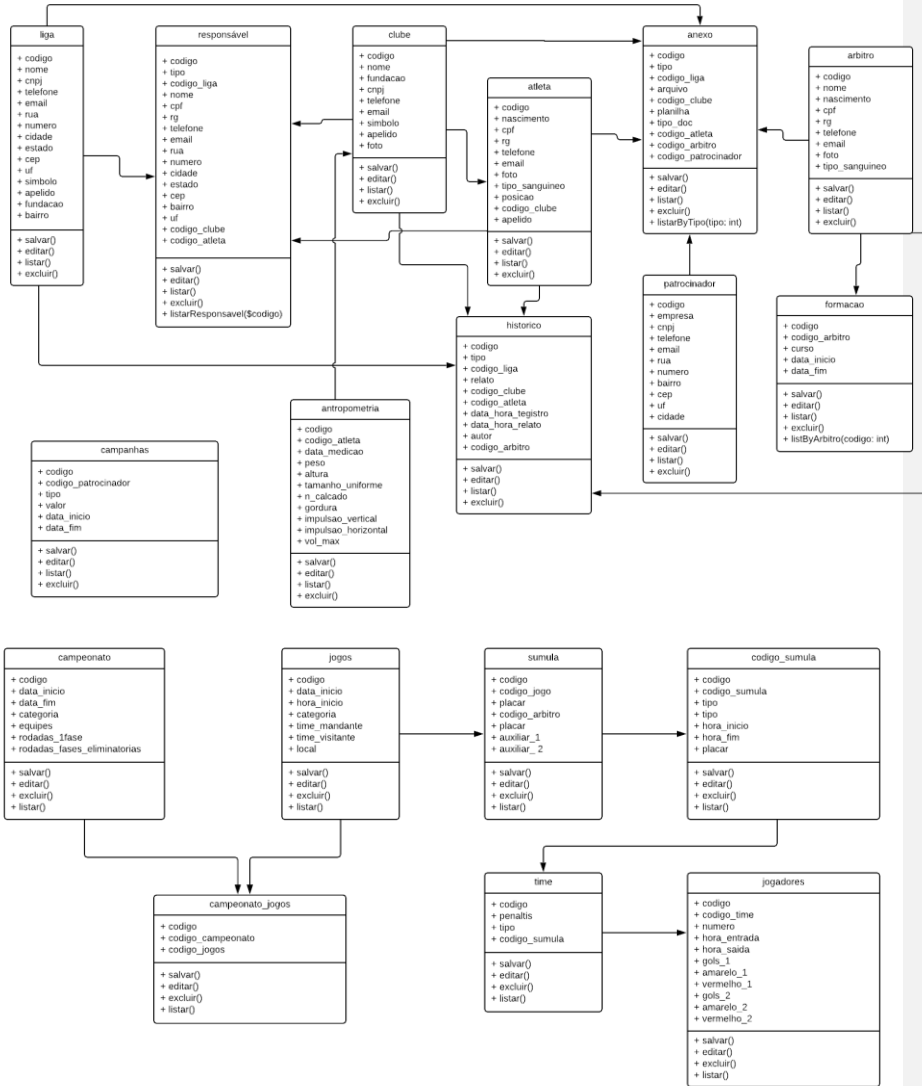 liga
+ codigo
+ nome
+ cnpj
+ telefone
+ email
+ rua
+ numero
+ cidade
+ estado
+ cep
+ uf
+ simbolo
+ apelido
+ fundacao
+ bairro
+ salvar()
+ editar()
+ listar()
+ excluir()
responsável
+ codigo
+ tipo
+ codigo_liga
+ nome
+ cpf
+ rg
+ telefone
+ email
+ rua
+ numero
+ cidade
+ estado
+ cep
+ bairro
+ uf
+ codigo_clube
+ codigo_atleta
+ salvar()
+ editar()
+ listar()
+ excluir()
+ listarResponsavel($codigo)
clube
+ codigo
+ nome
+ fundacao
+ cnpj
+ telefone
+ email
+ simbolo
+ apelido
+ foto
+ salvar()
+ editar()
+ listar()
+ excluir()
atleta
+ codigo
+ nascimento
+ cpf
+ rg
+ telefone
+ email
+ foto
+ tipo_sanguineo
+ posicao
+ codigo_clube
+ apelido
+ salvar()
+ editar()
+ listar()
+ excluir()
anexo
+ codigo
+ tipo
+ codigo_liga
+ arquivo
+ codigo_clube
+ planilha
+ tipo_doc
+ codigo_atleta
+ codigo_arbitro
+ codigo_patrocinador
+ salvar()
+ editar()
+ listar()
+ excluir()
+ listarByTipo(tipo: int)
arbitro
+ codigo
+ nome
+ nascimento
+ cpf
+ rg
+ telefone
+ email
+ foto
+ tipo_sanguineo
+ salvar()
+ editar()
+ listar()
+ excluir()
patrocinador
+ codigo
+ empresa
+ cnpj
+ telefone
+ email
+ rua
+ numero
+ bairro
+ cep
+ uf
+ cidade
+ salvar()
+ editar()
+ listar()
+ excluir()
formacao
+ codigo
+ codigo_arbitro
+ curso
+ data_inicio
+ data_fim
+ salvar()
+ editar()
+ listar()
+ excluir()
+ listByArbitro(codigo: int)
historico
+ codigo
+ tipo
+ codigo_liga
+ relato
+ codigo_clube
+ codigo_atleta
+ data_hora_tegistro
+ data_hora_relato
+ autor
+ codigo_arbitro
+ salvar()
+ editar()
+ listar()
+ excluir()
antropometria
+ codigo
+ codigo_atleta
+ data_medicao
+ peso
+ altura
+ tamanho_uniforme
+ n_calcado
+ gordura
+ impulsao_vertical
+ impulsao_horizontal
+ vol_max
+ salvar()
+ editar()
+ listar()
+ excluir()
campanhas
+ codigo
+ codigo_patrocinador
+ tipo
+ valor
+ data_inicio
+ data_fim
+ salvar()
+ editar()
+ listar()
+ excluir()
campeonato
+ codigo
+ data_inicio
+ data_fim
+ categoria
+ equipes
+ rodadas_1fase
+ rodadas_fases_eliminatorias
+ salvar()
+ editar()
+ excluir()
+ listar()
jogos
+ codigo
+ data_inicio
+ hora_inicio
+ categoria
+ time_mandante
+ time_visitante
+ local
+ salvar()
+ editar()
+ excluir()
+ listar()
sumula
+ codigo
+ codigo_jogo
+ placar
+ codigo_arbitro
+ placar
+ auxiliar_1
+ auxiliar_ 2
+ salvar()
+ editar()
+ excluir()
+ listar()
codigo_sumula
+ codigo
+ codigo_sumula
+ tipo
+ tipo
+ hora_inicio
+ hora_fim
+ placar
+ salvar()
+ editar()
+ excluir()
+ listar()
campeonato_jogos
+ codigo
+ codigo_campeonato
+ codigo_jogos
+ salvar()
+ editar()
+ excluir()
+ listar()
time
+ codigo
+ penaltis
+ tipo
+ codigo_sumula
+ salvar()
+ editar()
+ excluir()
+ listar()
jogadores
+ codigo
+ codigo_time
+ numero
+ hora_entrada
+ hora_saida
+ gols_1
+ amarelo_1
+ vermelho_1
+ gols_2
+ amarelo_2
+ vermelho_2
+ salvar()
+ editar()
+ excluir()
+ listar()